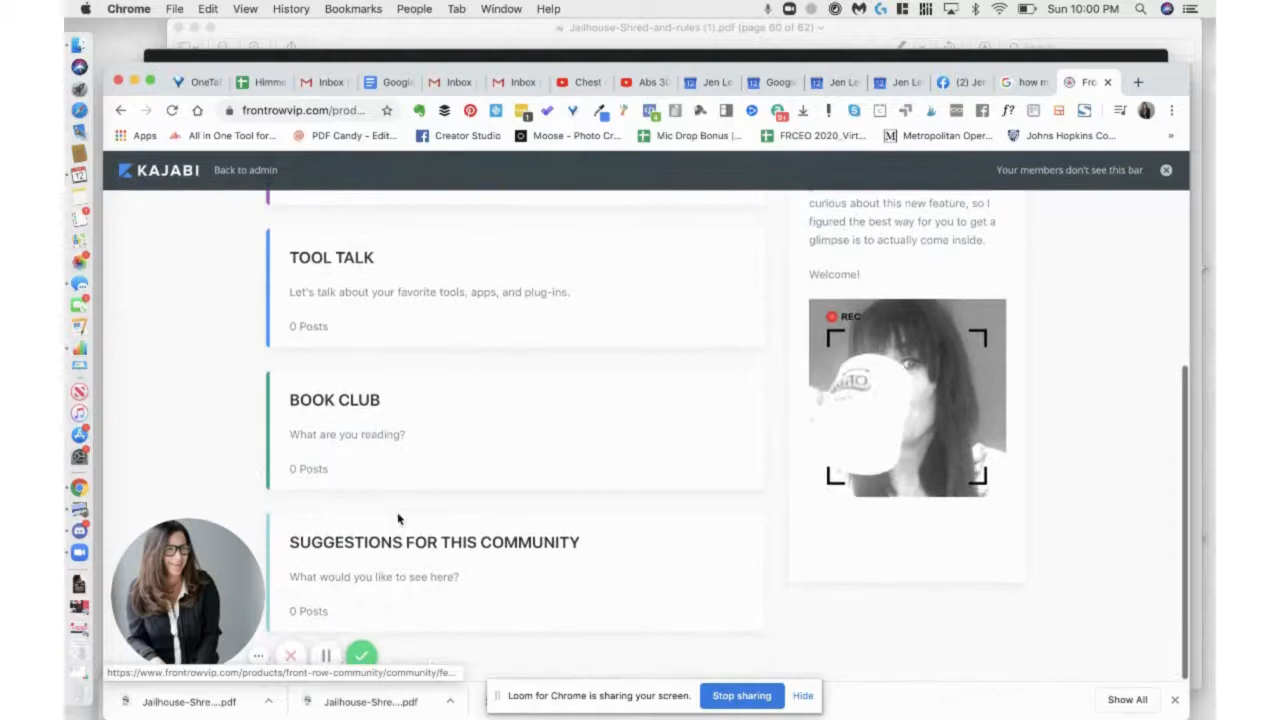 Chrome File Edit View History Bookmarks People Tab Window Help Sun 10:00 PM
Jailhouse-Shred-and-rules (1).pdf (page 60 of 62)
OneTa Himme Inbox Google Inbox Inbox Chest Abs 30 Jen Le Googl Jen Le Jen Le (2) Jen how m Fro
frontrowvip.com/prod...
Apps All in One Tool for... PDF Candy - Edit... Creator Studio Moose - Photo Cr... Mic Drop Bonus |... FRCEO 2020_Virt... Metropolitan Oper... Johns Hopkins Co... »
KAJABI Back to admin Your members don't see this bar
curious about this new feature, so I
figured the best way for you to get a
glimpse is to actually come inside.
Welcome!
REC
TOOL TALK
Let's talk about your favorite tools, apps, and plug-ins.
0 Posts
BOOK CLUB
What are you reading?
0 Posts
SUGGESTIONS FOR THIS COMMUNITY
What would you like to see here?
0 Posts
https://www.frontrowvip.com/products/front-row-community/community/fe...
Jailhouse-Shre....pdf Jailhouse-Shre....pdf Loom for Chrome is sharing your screen. Stop sharing Hide Show All